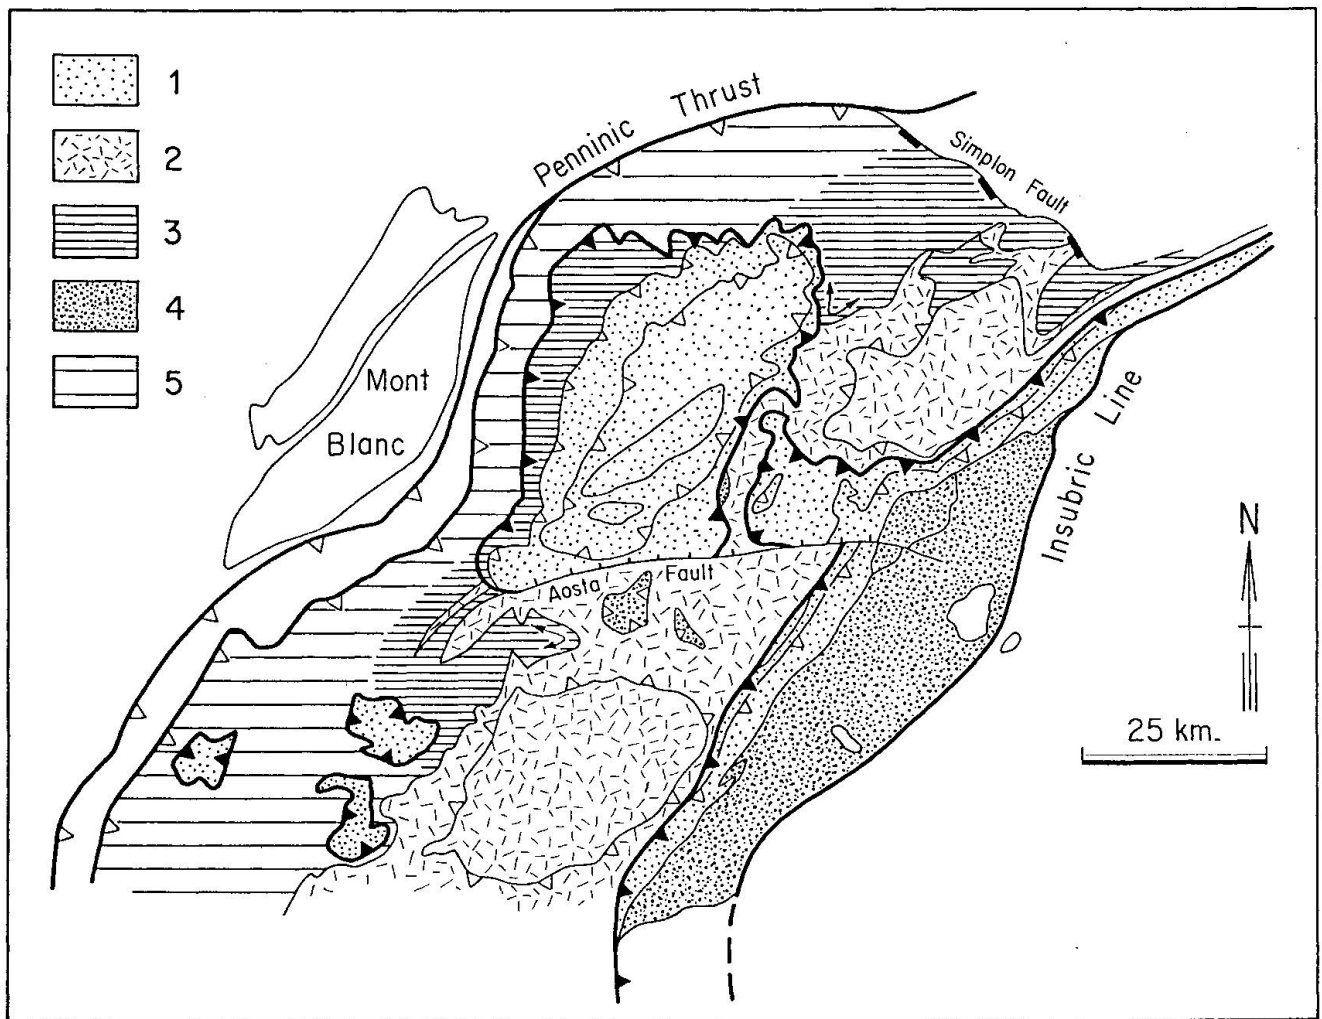 1
2
3
4
5
Penninic Thrust
Simplon Fault
Mont
Blanc
Insubric Line
Aosta Fault
N
25 km.